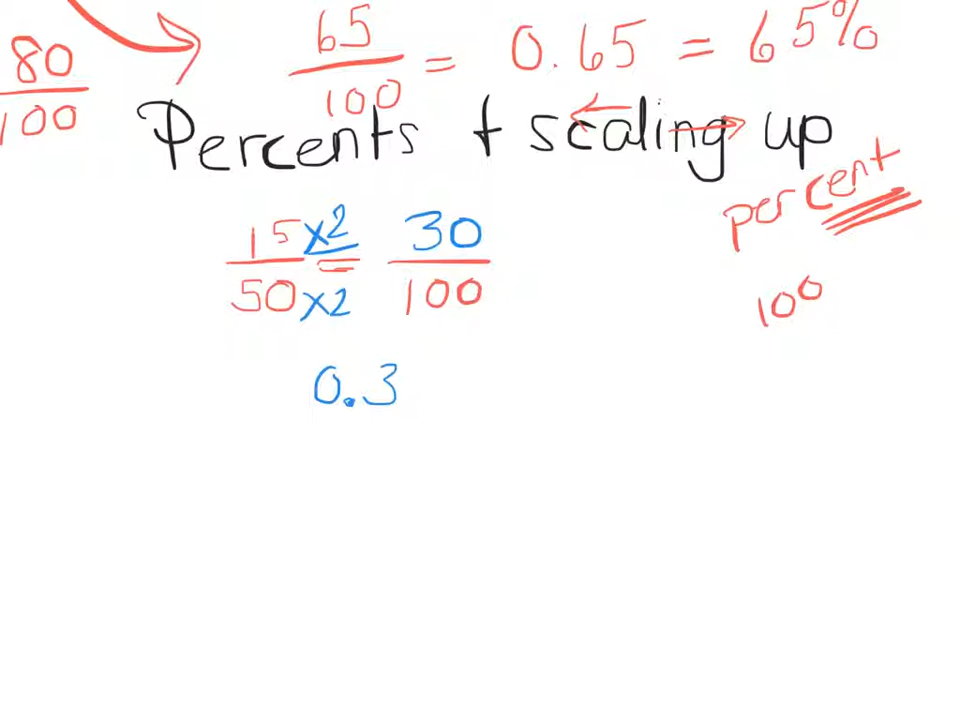 80/100
65/100 = 0.65 = 65%
Percents + scaling up
percent
15/50 x2/x2 = 30/100
100
0.3